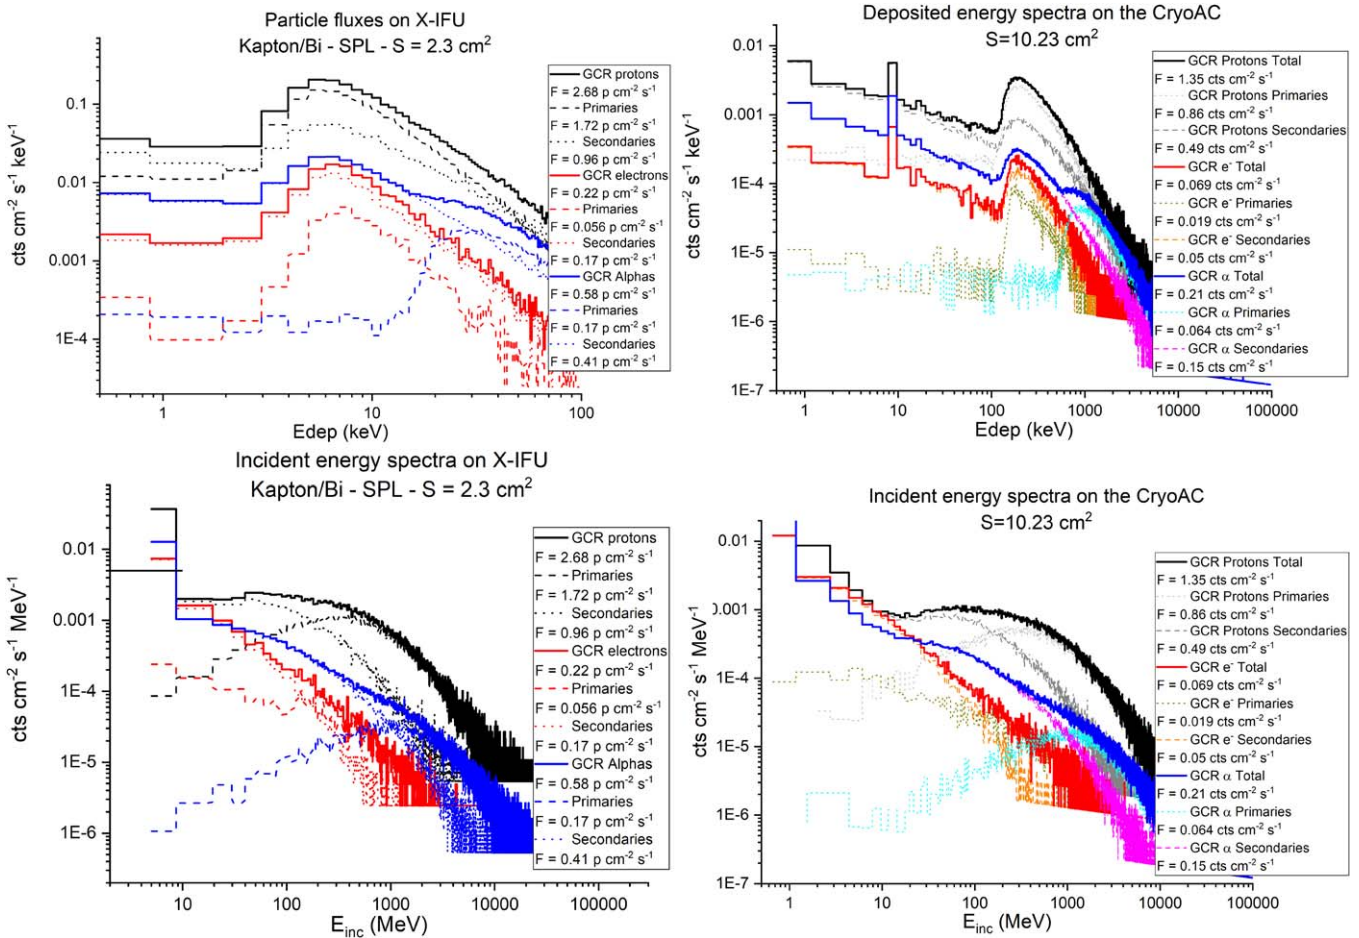 Particle fluxes on X-IFU
Kapton/Bi - SPL - S = 2.3 cm²
cts cm⁻² s⁻¹ keV⁻¹
0.1
0.01
0.001
1E-4
1
10
100
Edep (keV)
GCR protons
F = 2.68 p cm⁻² s⁻¹
Primaries
F = 1.72 p cm⁻² s⁻¹
Secondaries
F = 0.96 p cm⁻² s⁻¹
GCR electrons
F = 0.22 p cm⁻² s⁻¹
Primaries
F = 0.056 p cm⁻² s⁻¹
Secondaries
F = 0.17 p cm⁻² s⁻¹
GCR Alphas
F = 0.58 p cm⁻² s⁻¹
Primaries
F = 0.17 p cm⁻² s⁻¹
Secondaries
F = 0.41 p cm⁻² s⁻¹
Deposited energy spectra on the CryoAC
S=10.23 cm²
cts cm⁻² s⁻¹ keV⁻¹
0.01
0.001
1E-4
1E-5
1E-6
1E-7
1
10
100
1000
10000
100000
Edep (keV)
GCR Protons Total
F = 1.35 cts cm⁻² s⁻¹
GCR Protons Primaries
F = 0.86 cts cm⁻² s⁻¹
GCR Protons Secondaries
F = 0.49 cts cm⁻² s⁻¹
GCR e⁻ Total
F = 0.069 cts cm⁻² s⁻¹
GCR e⁻ Primaries
F = 0.019 cts cm⁻² s⁻¹
GCR e⁻ Secondaries
F = 0.05 cts cm⁻² s⁻¹
GCR α Total
F = 0.21 cts cm⁻² s⁻¹
GCR α Primaries
F = 0.064 cts cm⁻² s⁻¹
GCR α Secondaries
F = 0.15 cts cm⁻² s⁻¹
Incident energy spectra on X-IFU
Kapton/Bi - SPL - S = 2.3 cm²
cts cm⁻² s⁻¹ MeV⁻¹
0.01
0.001
1E-4
1E-5
1E-6
10
100
1000
10000
100000
E_inc (MeV)
GCR protons
F = 2.68 p cm⁻² s⁻¹
Primaries
F = 1.72 p cm⁻² s⁻¹
Secondaries
F = 0.96 p cm⁻² s⁻¹
GCR electrons
F = 0.22 p cm⁻² s⁻¹
Primaries
F = 0.056 p cm⁻² s⁻¹
Secondaries
F = 0.17 p cm⁻² s⁻¹
GCR Alphas
F = 0.58 p cm⁻² s⁻¹
Primaries
F = 0.17 p cm⁻² s⁻¹
Secondaries
F = 0.41 p cm⁻² s⁻¹
Incident energy spectra on the CryoAC
S=10.23 cm²
cts cm⁻² s⁻¹ MeV⁻¹
0.01
0.001
1E-4
1E-5
1E-6
1E-7
1
10
100
1000
10000
100000
E_inc (MeV)
GCR Protons Total
F = 1.35 cts cm⁻² s⁻¹
GCR Protons Primaries
F = 0.86 cts cm⁻² s⁻¹
GCR Protons Secondaries
F = 0.49 cts cm⁻² s⁻¹
GCR e⁻ Total
F = 0.069 cts cm⁻² s⁻¹
GCR e⁻ Primaries
F = 0.019 cts cm⁻² s⁻¹
GCR e⁻ Secondaries
F = 0.05 cts cm⁻² s⁻¹
GCR α Total
F = 0.21 cts cm⁻² s⁻¹
GCR α Primaries
F = 0.064 cts cm⁻² s⁻¹
GCR α Secondaries
F = 0.15 cts cm⁻² s⁻¹